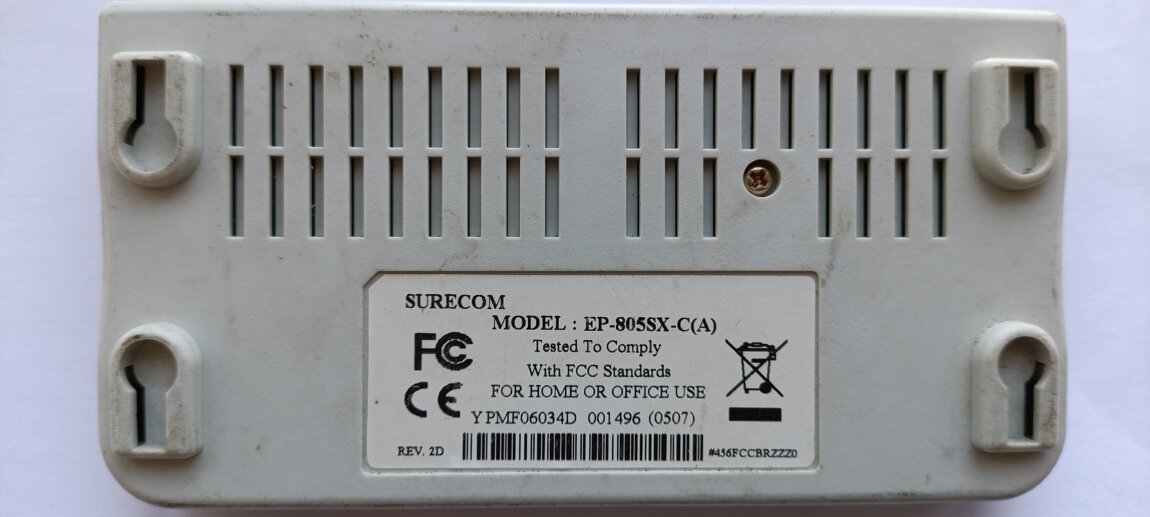 SURECOM
MODEL : EP-805SX-C(A)
FC Tested To Comply
With FCC Standards
CE FOR HOME OR OFFICE USE
YPMF06034D 001496 (0507)
REV. 2D #456FCCBRZZZ0